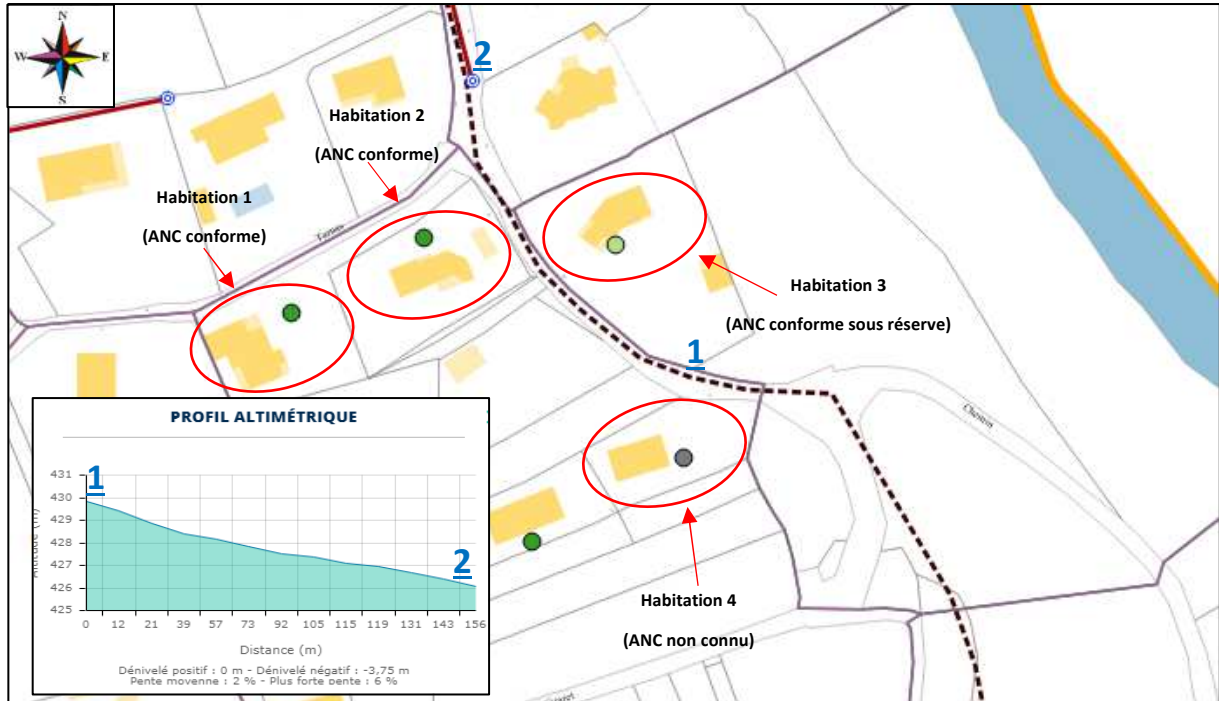 N
W E
S
2
Habitation 2
(ANC conforme)
Habitation 1
(ANC conforme)
Habitation 3
(ANC conforme sous réserve)
1
Chemin
PROFIL ALTIMÉTRIQUE
431
430
429
428
427
426
425
1
2
Altitude (m)
0 12 21 39 57 73 92 105 115 119 131 143 156
Distance (m)
Dénivelé positif : 0 m - Dénivelé négatif : -3,75 m
Pente moyenne : 2 % - Plus forte pente : 6 %
Habitation 4
(ANC non connu)